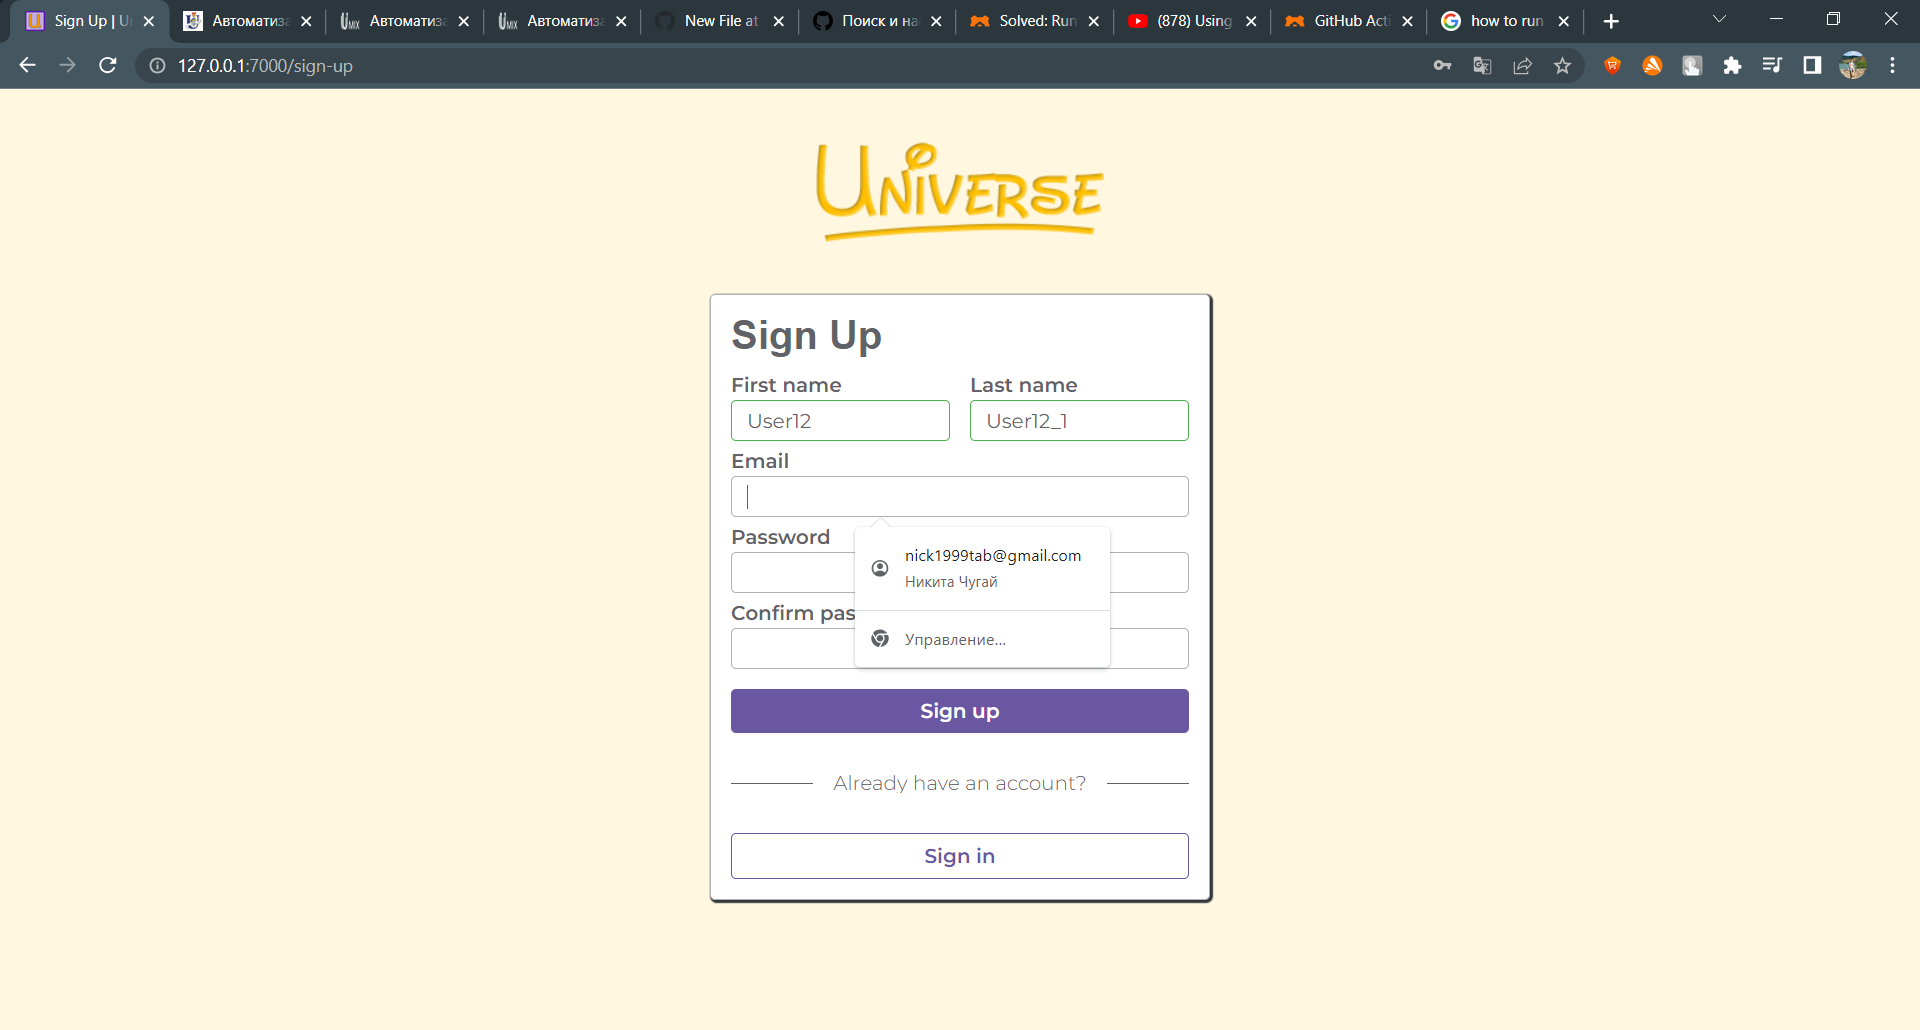 Sign Up | Un
Автоматиза
Автоматиза
Автоматиза
New File at
Поиск и на
Solved: Run
(878) Using
GitHub Acti
how to run
127.0.0.1:7000/sign-up
UNIVERSE
Sign Up
First name
Last name
User12
User12_1
Email
nick1999tab@gmail.com
Никита Чугай
Password
Управление...
Confirm pas
Sign up
Already have an account?
Sign in